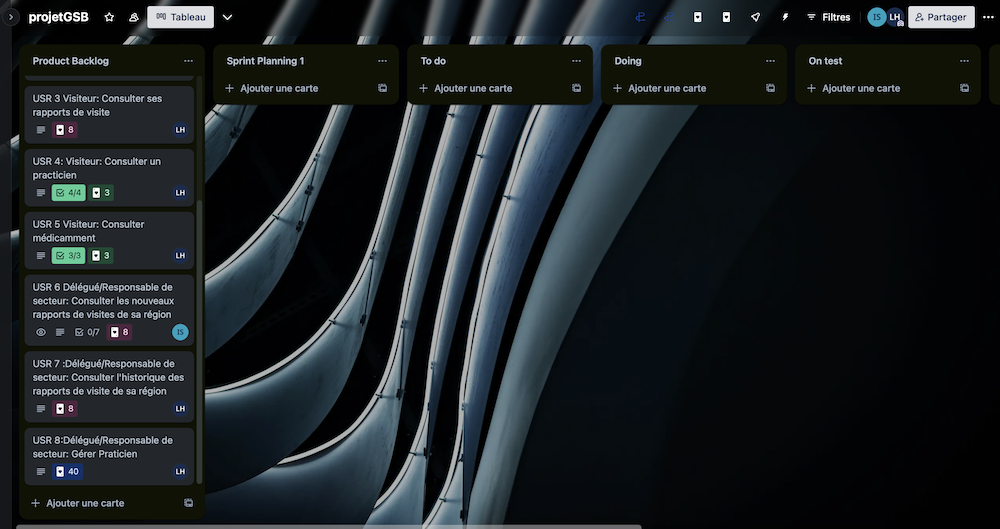 projetGSB
Tableau
Filtres
IS
LH
Partager
Product Backlog
USR 3 Visiteur: Consulter ses
rapports de visite
8
LH
USR 4: Visiteur: Consulter un
practicien
4/4
3
LH
USR 5 Visiteur: Consulter
médicamment
3/3
3
LH
USR 6 Délégué/Responsable de
secteur: Consulter les nouveaux
rapports de visites de sa région
0/7
8
IS
USR 7 :Délégué/Responsable de
secteur: Consulter l'historique des
rapports de visite de sa région
8
LH
USR 8:Délégué/Responsable de
secteur: Gérer Praticien
40
LH
Ajouter une carte
Sprint Planning 1
Ajouter une carte
To do
Ajouter une carte
Doing
Ajouter une carte
On test
Ajouter une carte